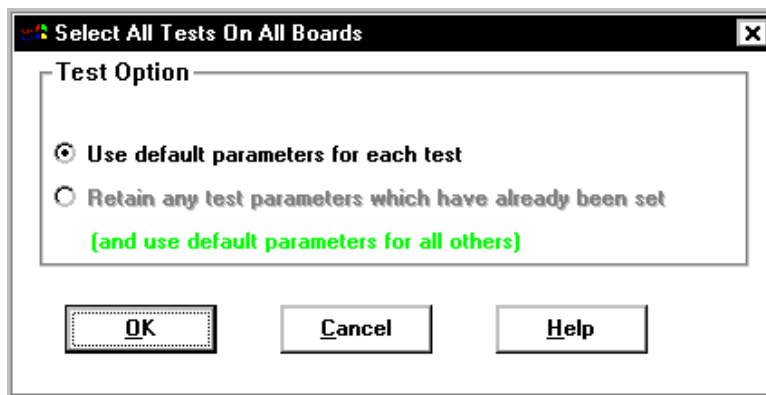 Select All Tests On All Boards
Test Option
Use default parameters for each test
Retain any test parameters which have already been set
(and use default parameters for all others)
OK
Cancel
Help